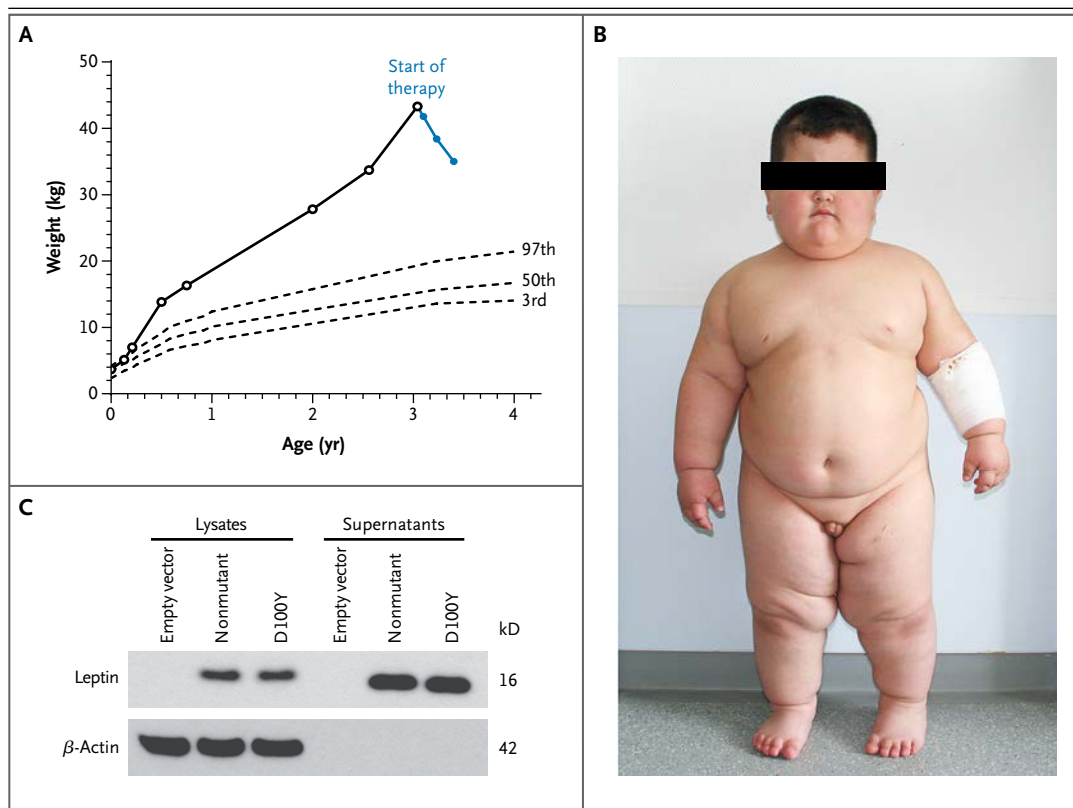 A
50
40
30
20
10
0
Weight (kg)
Start of
therapy
97th
50th
3rd
0 1 2 3 4
Age (yr)
B
C
Lysates Supernatants
Empty vector Nonmutant D100Y Empty vector Nonmutant D100Y
kD
Leptin 16
β-Actin 42